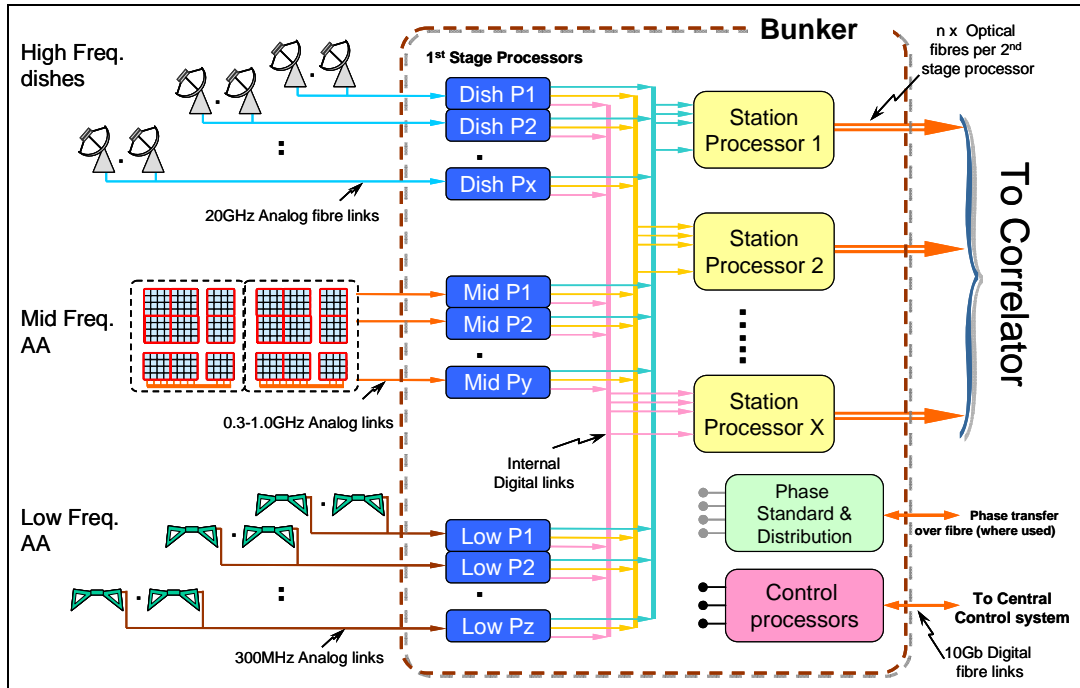 Bunker
High Freq.
dishes
1st Stage Processors
n x Optical
fibres per 2nd
stage processor
Dish P1
Dish P2
.
Dish Px
20GHz Analog fibre links
Station
Processor 1
Station
Processor 2
Station
Processor X
To Correlator
Mid Freq.
AA
Mid P1
Mid P2
.
Mid Py
0.3-1.0GHz Analog links
Internal
Digital links
Low Freq.
AA
Low P1
Low P2
.
Low Pz
300MHz Analog links
Phase
Standard &
Distribution
Phase transfer
over fibre (where used)
Control
processors
To Central
Control system
10Gb Digital
fibre links